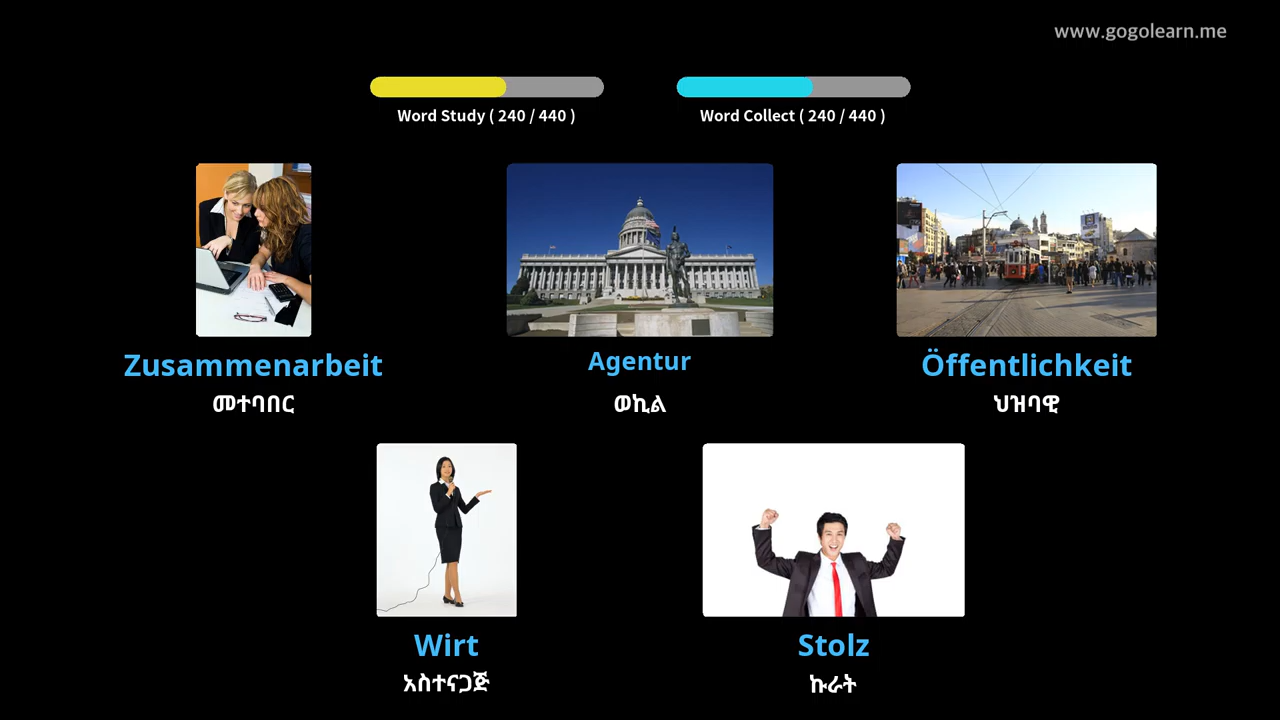 www.gogolearn.me
Word Study ( 240 / 440 )
Word Collect ( 240 / 440 )
Zusammenarbeit
መተባበር
Agentur
ወኪል
Öffentlichkeit
ህዝባዊ
Wirt
አስተናጋጅ
Stolz
ኩራት